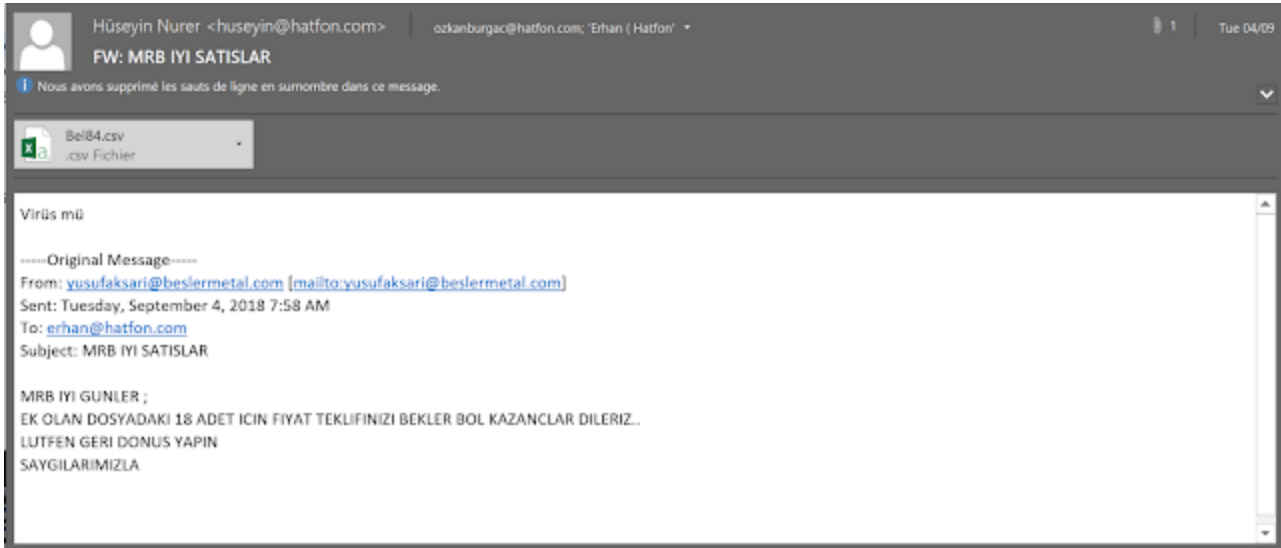 Hüseyin Nurer <huseyin@hatfon.com>
ozkanburgac@hatfon.com; 'Erhan ( Hatfon'
1
Tue 04/09
FW: MRB IYI SATISLAR
Nous avons supprimé les sauts de ligne en surnombre dans ce message.
Bel84.csv
.csv Fichier
Virüs mü
-----Original Message-----
From: yusufaksari@beslermetal.com [mailto:yusufaksari@beslermetal.com]
Sent: Tuesday, September 4, 2018 7:58 AM
To: erhan@hatfon.com
Subject: MRB IYI SATISLAR
MRB IYI GUNLER ;
EK OLAN DOSYADAKI 18 ADET ICIN FIYAT TEKLIFINIZI BEKLER BOL KAZANCLAR DILERIZ..
LUTFEN GERI DONUS YAPIN
SAYGILARIMIZLA